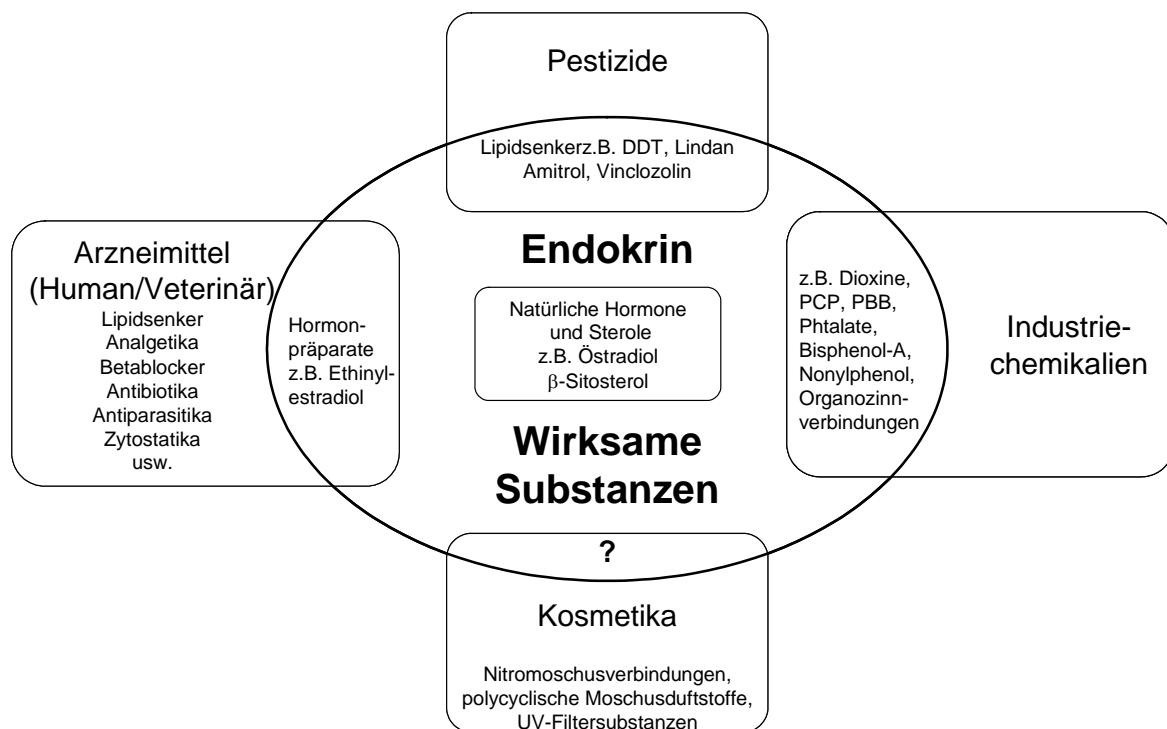 Pestizide
Lipidsenkerz.B. DDT, Lindan
Amitrol, Vinclozolin
Endokrin
Arzneimittel
(Human/Veterinär)
Lipidsenker
Analgetika
Betablocker
Antibiotika
Antiparasitika
Zytostatika
usw.
Hormon-
präparate
z.B. Ethinyl-
estradiol
Natürliche Hormone
und Sterole
z.B. Östradiol
β-Sitosterol
z.B. Dioxine,
PCP, PBB,
Phtalate,
Bisphenol-A,
Nonylphenol,
Organozinn-
verbindungen
Industrie-
chemikalien
Wirksame
Substanzen
?
Kosmetika
Nitromoschusverbindungen,
polycyclische Moschusduftstoffe,
UV-Filtersubstanzen